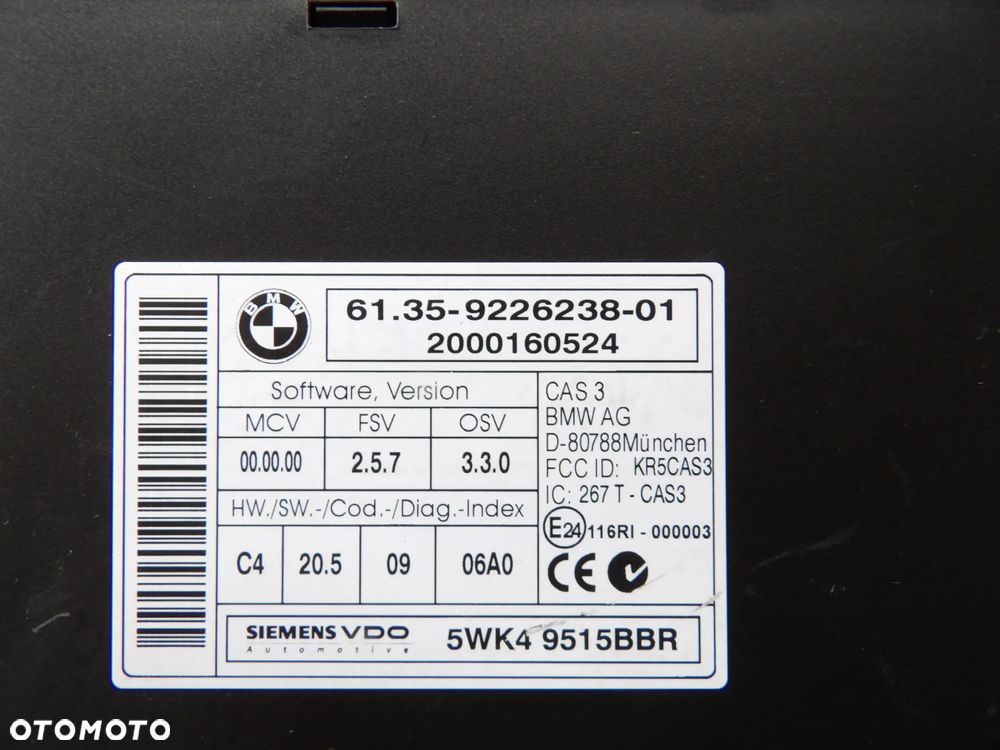 BMW
61.35-9226238-01
2000160524
Software, Version
MCV FSV OSV
00.00.00 2.5.7 3.3.0
HW./SW.-/Cod.-/Diag.-Index
C4 20.5 09 06A0
CAS 3
BMW AG
D-80788München
FCC ID: KR5CAS3
IC: 267 T - CAS3
E24 116RI - 000003
CE
SIEMENS VDO
Automotive
5WK4 9515BBR
OTOMOTO